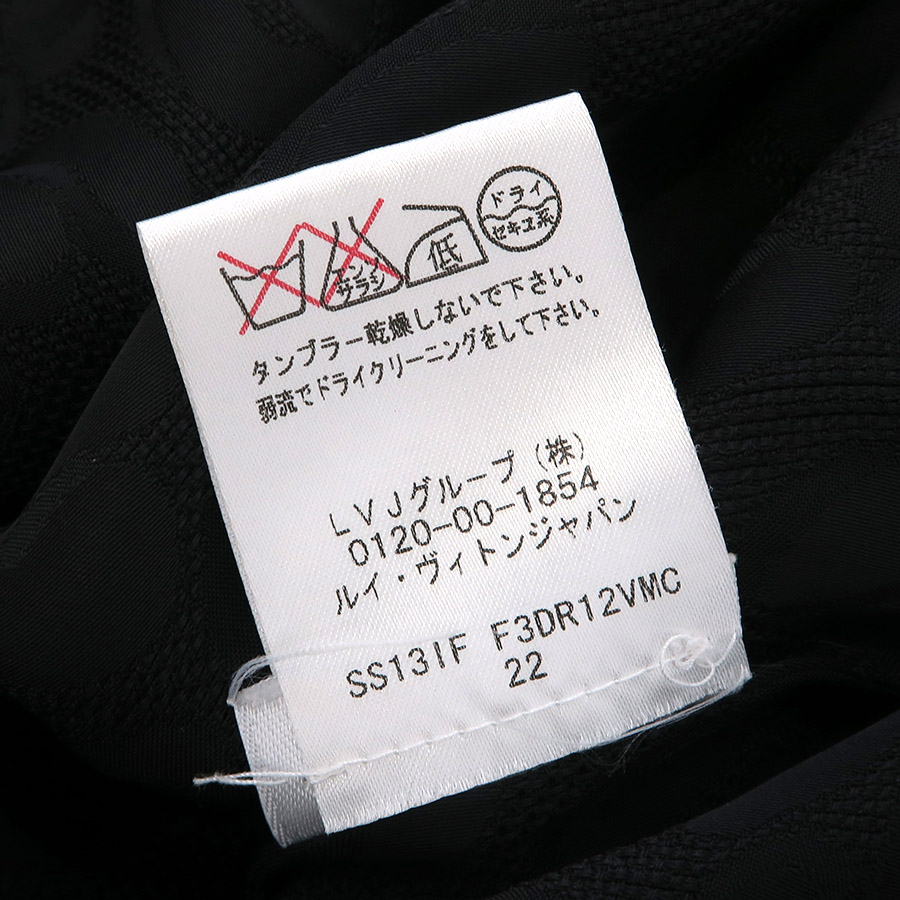 エンソ
サラシ
低
ドライ
セキユ系
タンブラー乾燥しないで下さい。
弱流でドライクリーニングをして下さい。
LVJグループ（株）
0120-00-1854
ルイ・ヴィトンジャパン
SS13IF F3DR12VMC
22